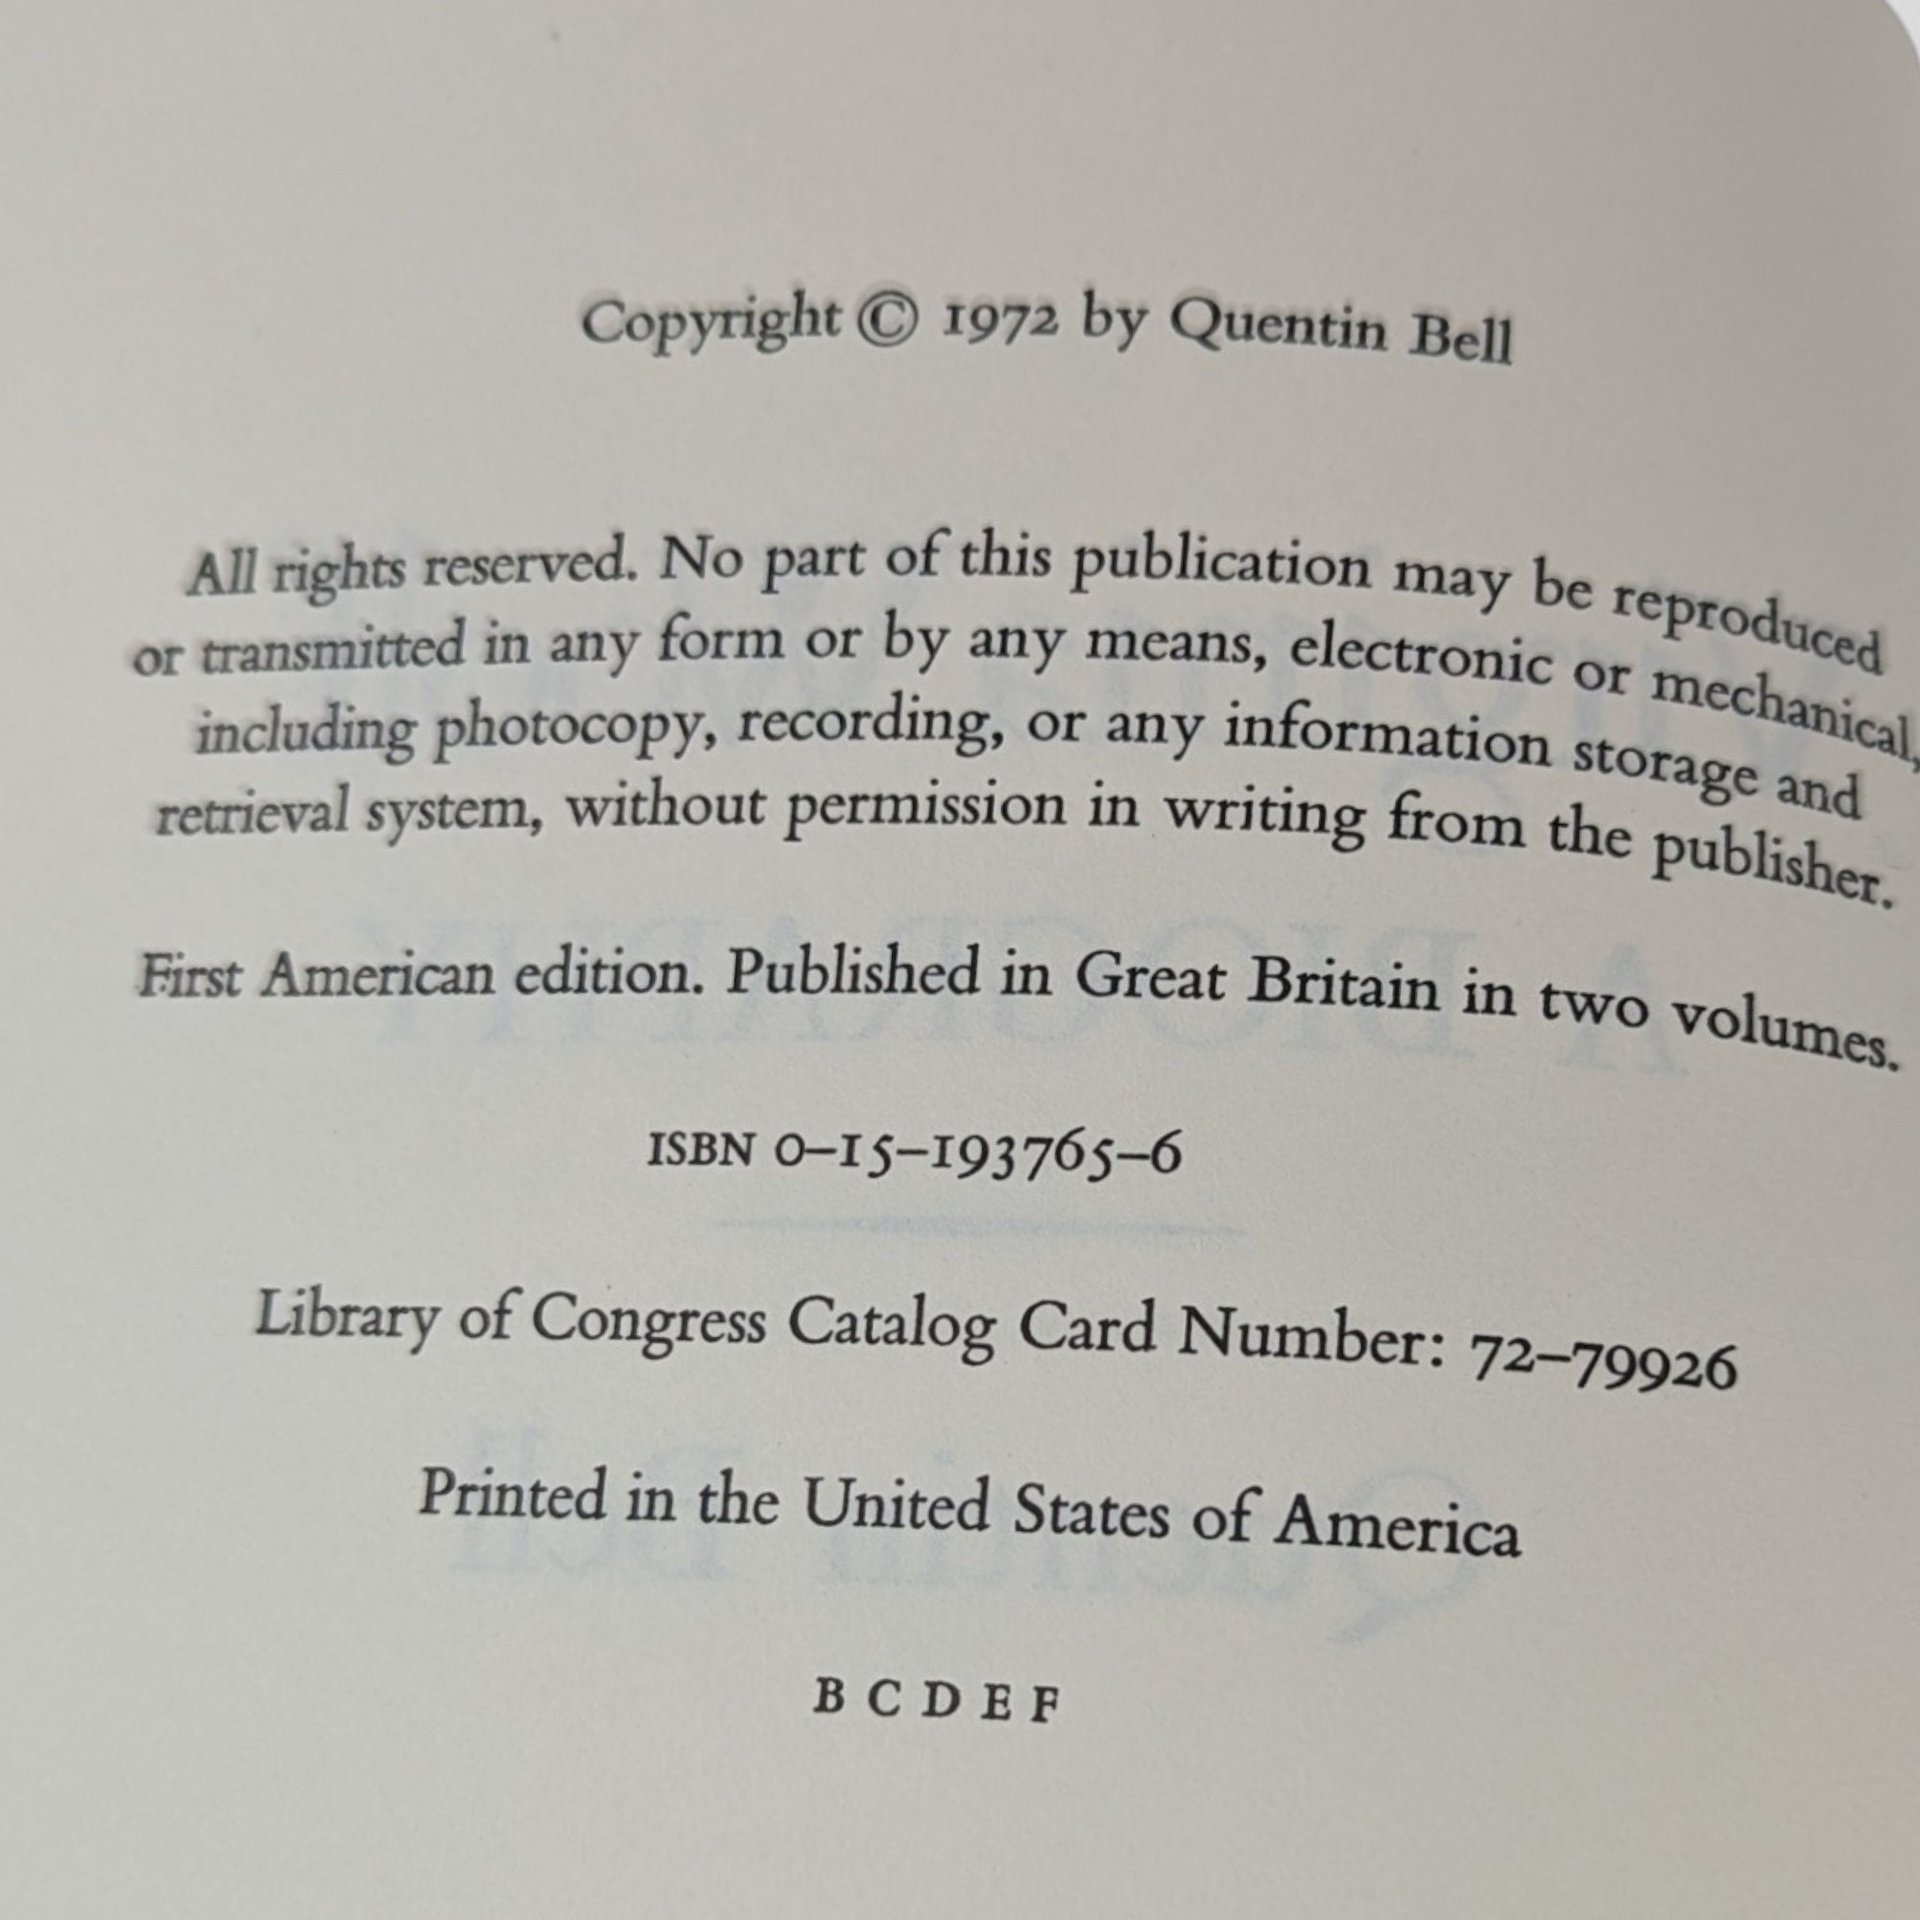 Copyright © 1972 by Quentin Bell
All rights reserved. No part of this publication may be reproduced
or transmitted in any form or by any means, electronic or mechanical,
including photocopy, recording, or any information storage and
retrieval system, without permission in writing from the publisher.
First American edition. Published in Great Britain in two volumes.
ISBN 0–15–193765–6
Library of Congress Catalog Card Number: 72–79926
Printed in the United States of America
B C D E F